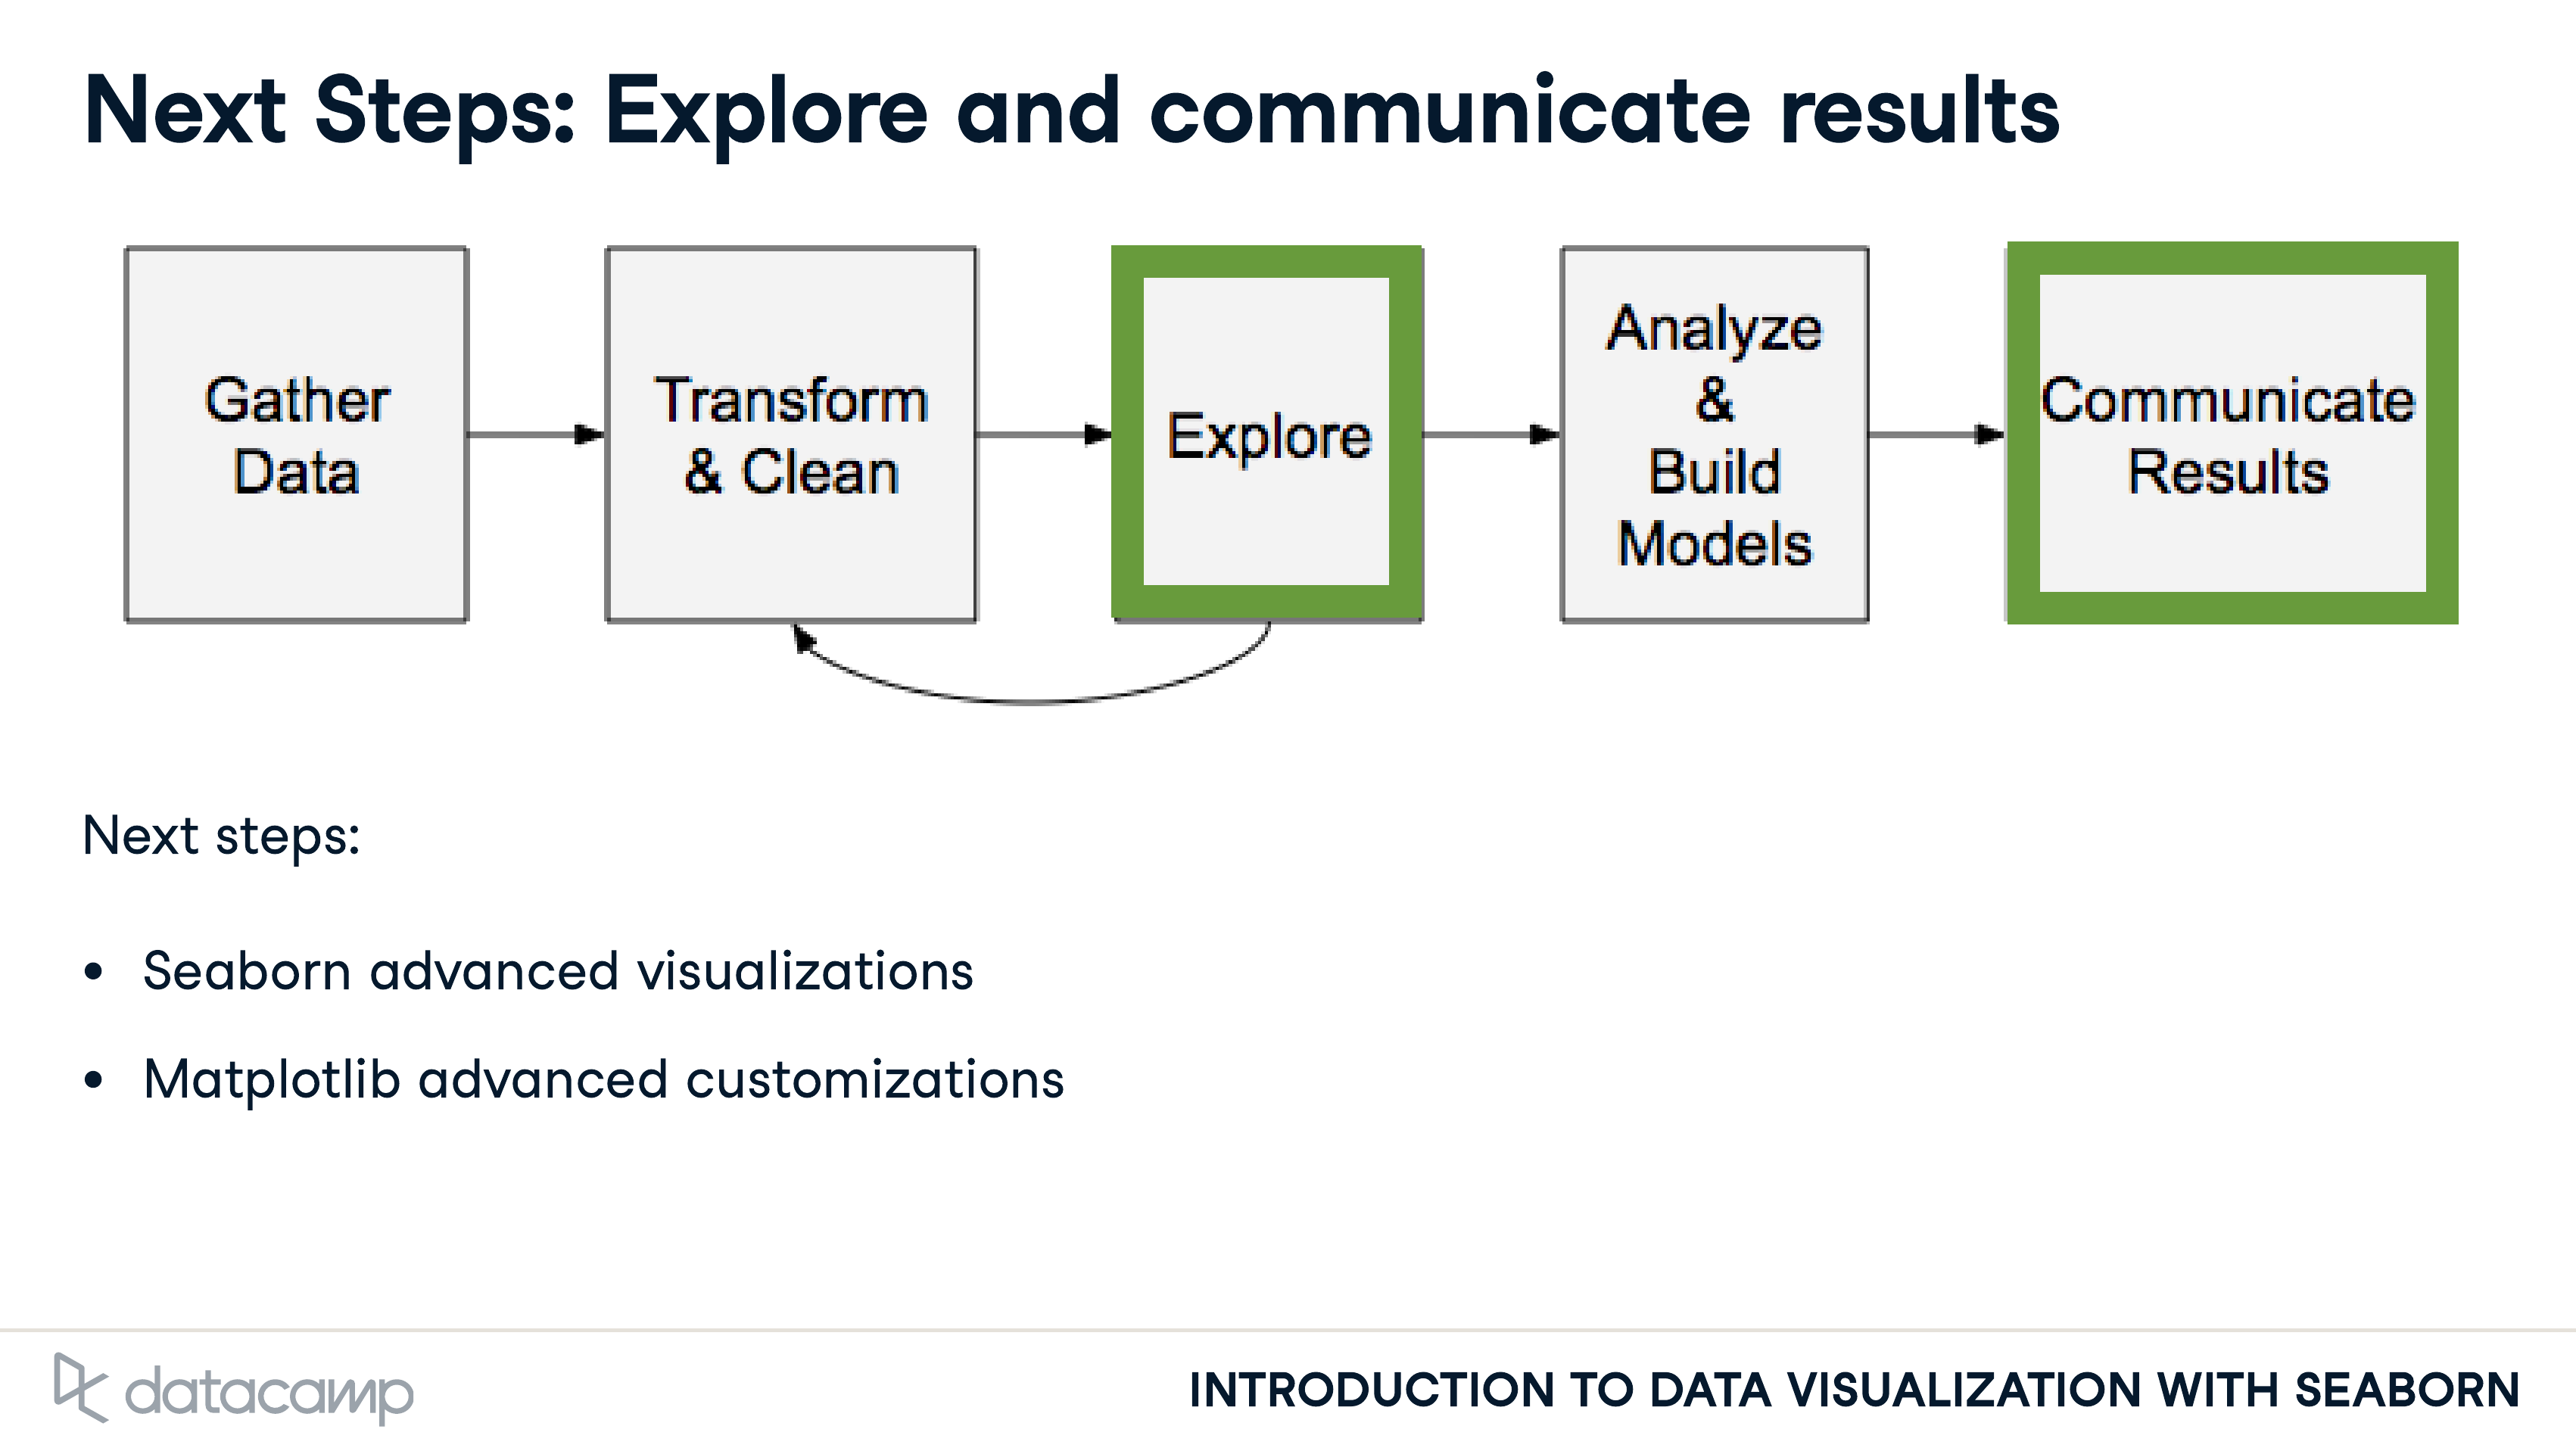 Next Steps: Explore and communicate results
Gather
Data
Transform
& Clean
Explore
Analyze
&
Build
Models
Communicate
Results
Next steps:
• Seaborn advanced visualizations
• Matplotlib advanced customizations
datacamp
INTRODUCTION TO DATA VISUALIZATION WITH SEABORN